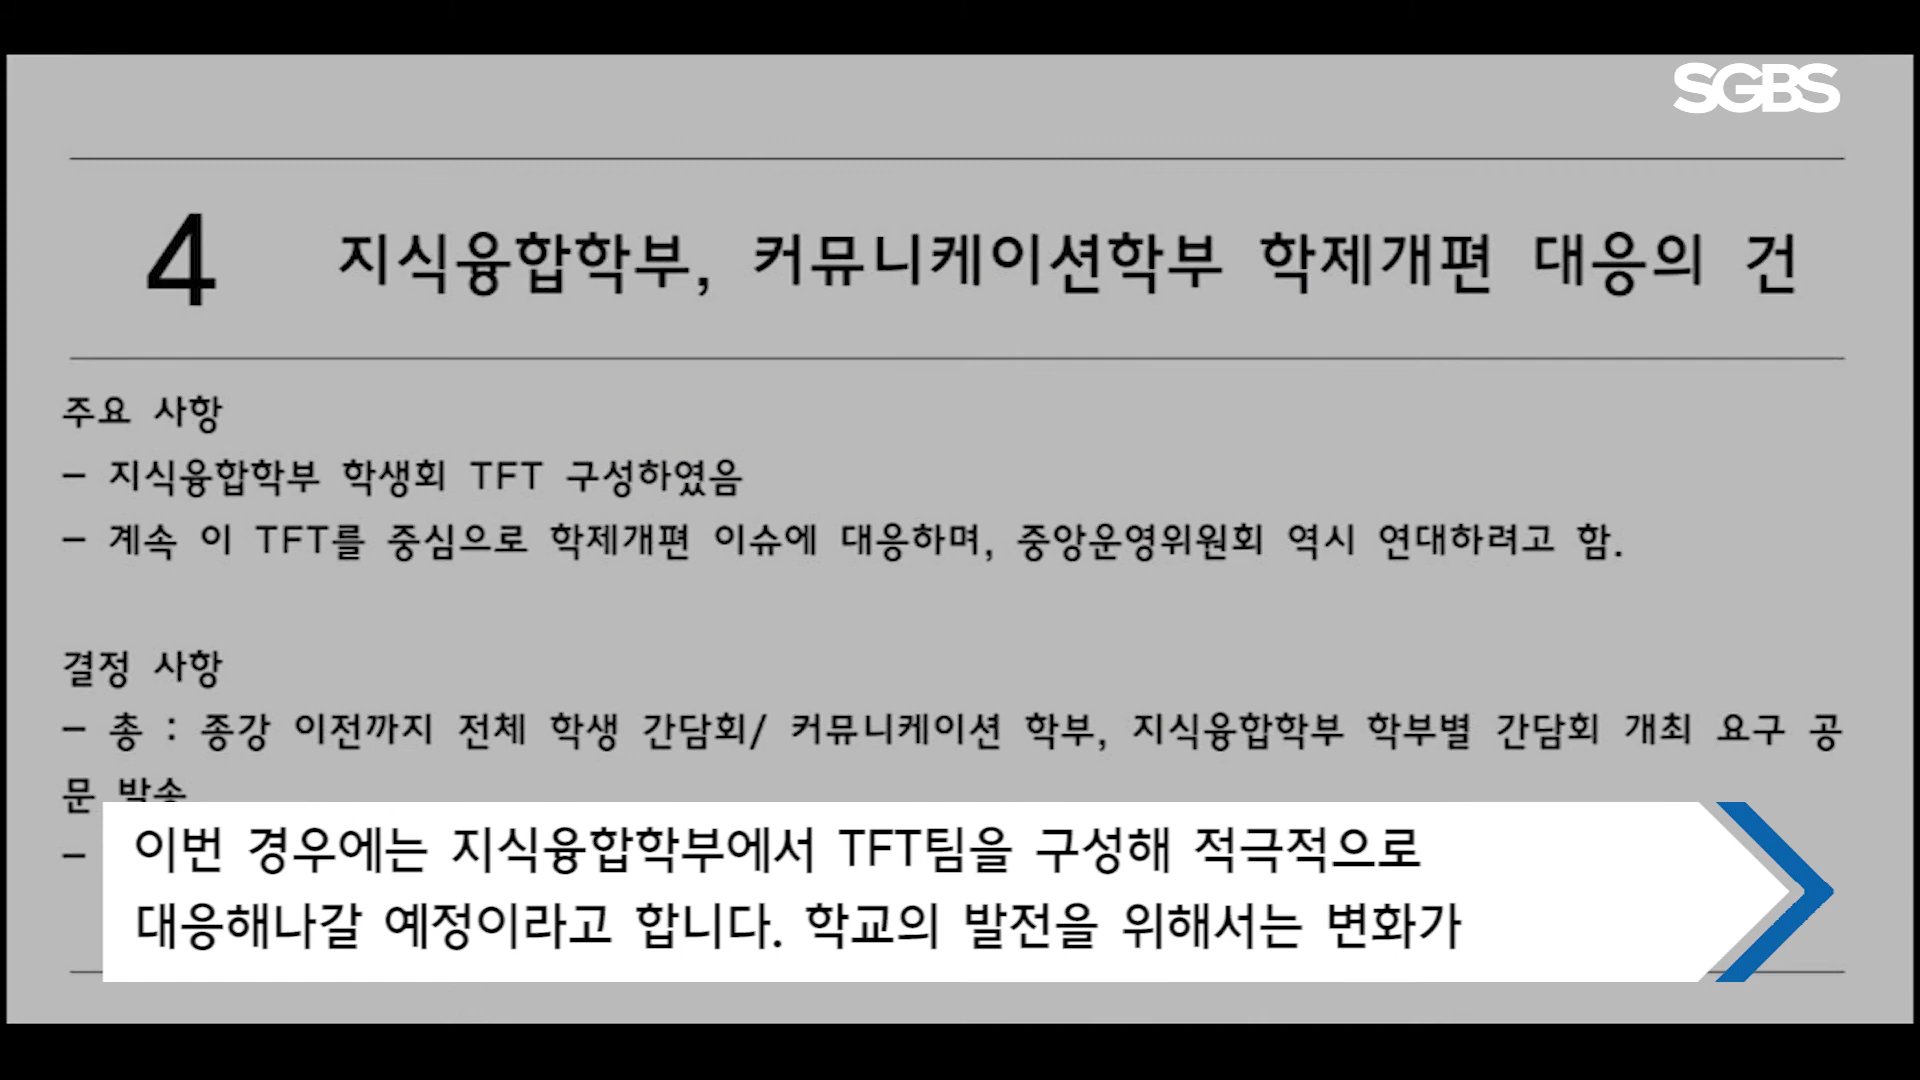 SGBS
4 지식융합학부, 커뮤니케이션학부 학제개편 대응의 건
주요 사항
- 지식융합학부 학생회 TFT 구성하였음
- 계속 이 TFT를 중심으로 학제개편 이슈에 대응하며, 중앙운영위원회 역시 연대하려고 함.
결정 사항
- 총 : 종강 이전까지 전체 학생 간담회/ 커뮤니케이션 학부, 지식융합학부 학부별 간담회 개최 요구 공
문 발송
-
이번 경우에는 지식융합학부에서 TFT팀을 구성해 적극적으로
대응해나갈 예정이라고 합니다. 학교의 발전을 위해서는 변화가